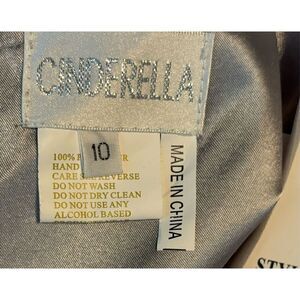 CINDERELLA
10
100%
HAND
CARE REVERSE
DO NOT WASH
DO NOT DRY CLEAN
DO NOT USE ANY
ALCOHOL BASED
MADE IN CHINA